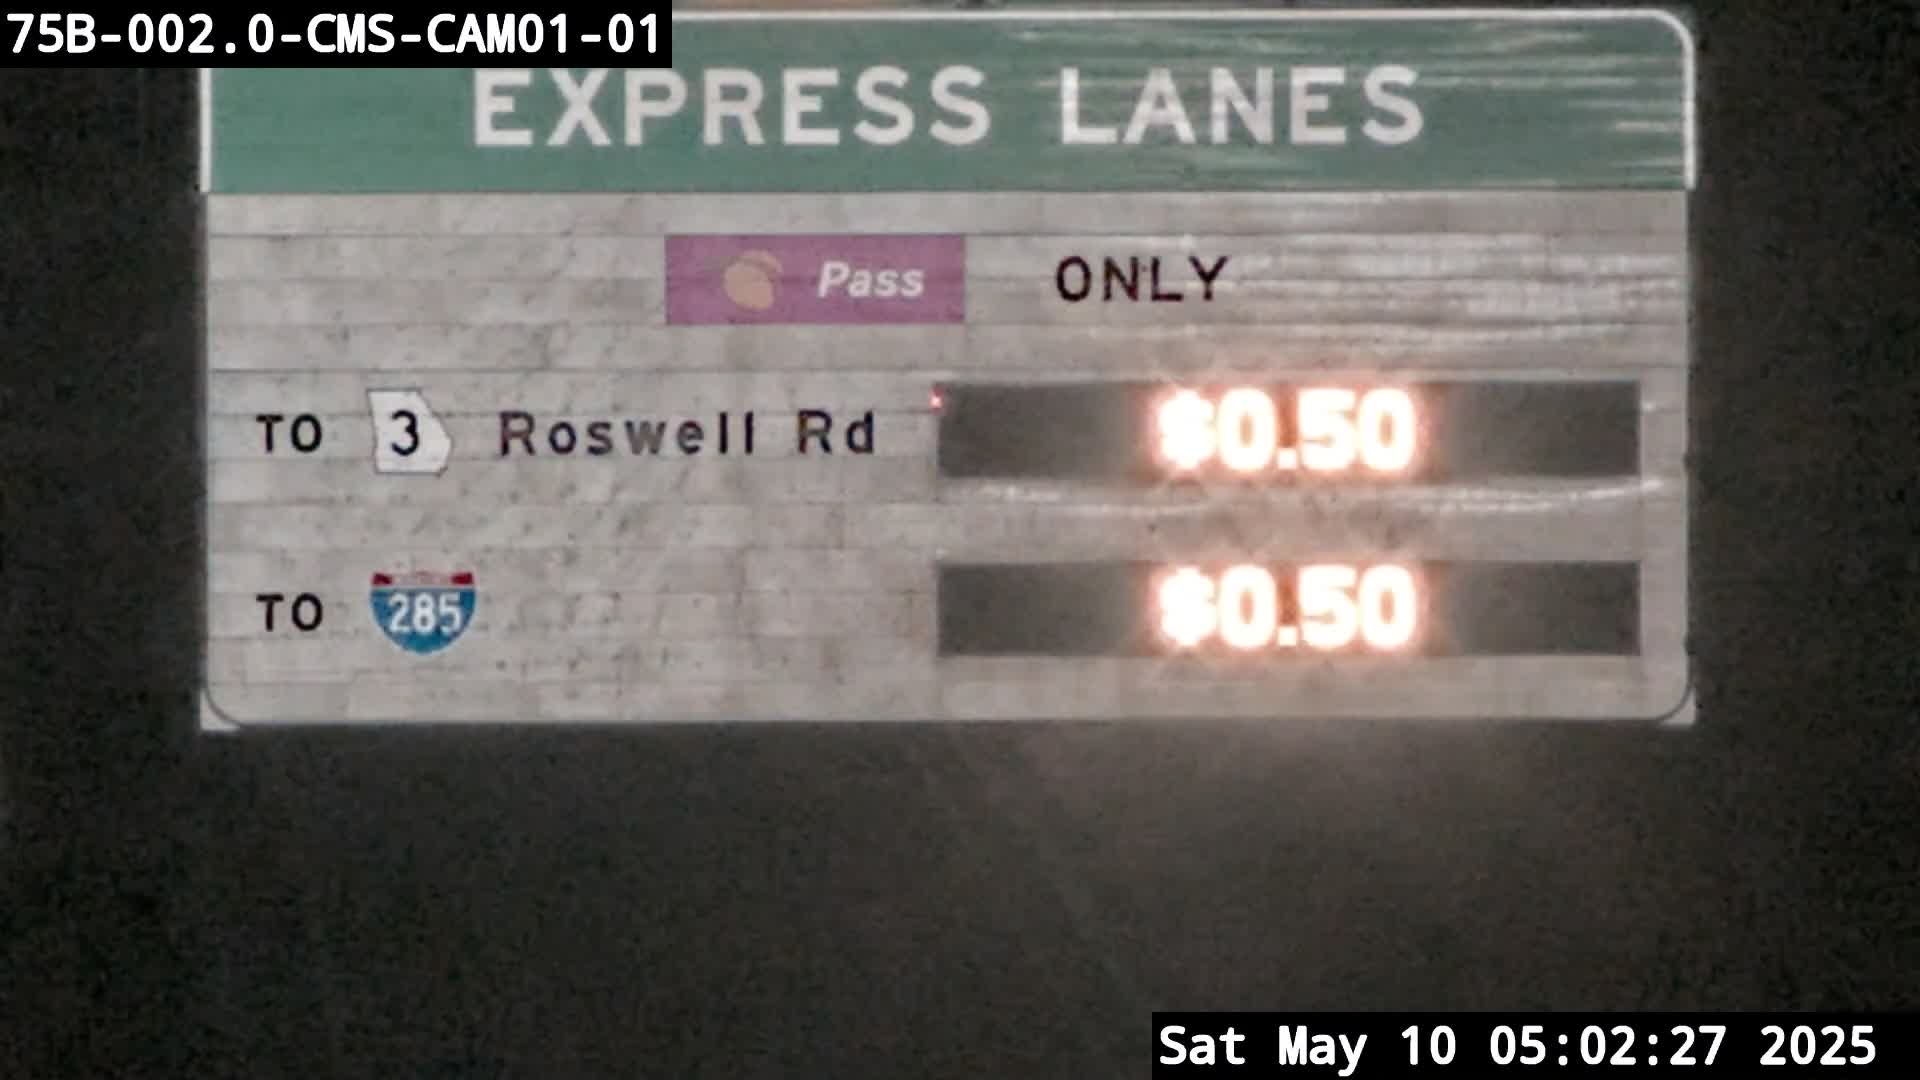 75B-002.0-CMS-CAM01-01
EXPRESS LANES
Pass ONLY
TO 3 Roswell Rd $0.50
TO 285 $0.50
Sat May 10 05:02:27 2025